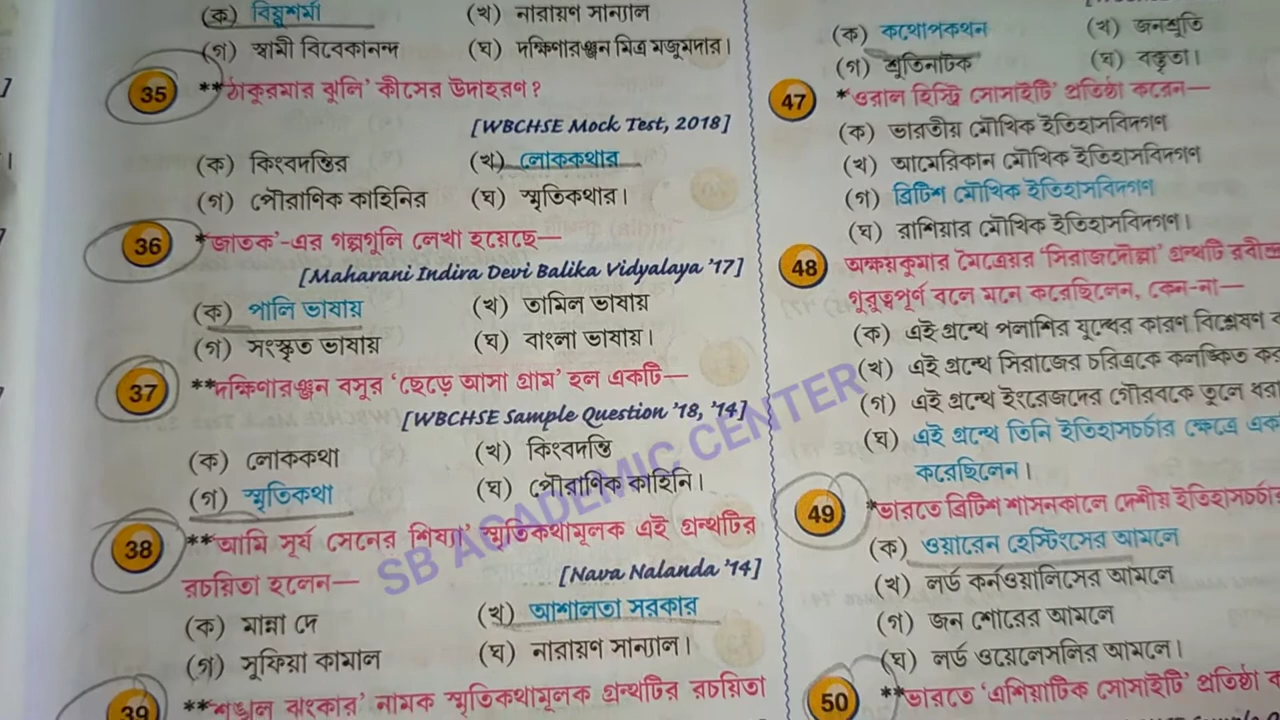 (ক) বিষ্ণুশর্মা (খ) নারায়ণ সান্যাল
(গ) স্বামী বিবেকানন্দ (ঘ) দক্ষিণারঞ্জন মিত্র মজুমদার।
35 **'ঠাকুরমার ঝুলি' কীসের উদাহরণ?
[WBCHSE Mock Test, 2018]
(ক) কিংবদন্তির (খ) লোককথার
(গ) পৌরাণিক কাহিনির (ঘ) স্মৃতিকথার।
36 *'জাতক'-এর গল্পগুলি লেখা হয়েছে—
[Maharani Indira Devi Balika Vidyalaya '17]
(ক) পালি ভাষায় (খ) তামিল ভাষায়
(গ) সংস্কৃত ভাষায় (ঘ) বাংলা ভাষায়।
37 **দক্ষিণারঞ্জন বসুর 'ছেড়ে আসা গ্রাম' হল একটি—
[WBCHSE Sample Question '18, '14]
(ক) লোককথা (খ) কিংবদন্তি
(গ) স্মৃতিকথা (ঘ) পৌরাণিক কাহিনি।
38 **'আমি সূর্য সেনের শিষ্যা' স্মৃতিকথামূলক এই গ্রন্থটির
রচয়িতা হলেন—
[Nava Nalanda '14]
(ক) মান্না দে (খ) আশালতা সরকার
(গ) সুফিয়া কামাল (ঘ) নারায়ণ সান্যাল।
39 **'শৃঙ্খল ঝংকার' নামক স্মৃতিকথামূলক গ্রন্থটির রচয়িতা
(ক) কথোপকথন (খ) জনশ্রুতি
(গ) শ্রুতিনাটক (ঘ) বক্তৃতা।
47 *'ওরাল হিস্ট্রি সোসাইটি' প্রতিষ্ঠা করেন—
(ক) ভারতীয় মৌখিক ইতিহাসবিদগণ
(খ) আমেরিকান মৌখিক ইতিহাসবিদগণ
(গ) ব্রিটিশ মৌখিক ইতিহাসবিদগণ
(ঘ) রাশিয়ার মৌখিক ইতিহাসবিদগণ।
48 অক্ষয়কুমার মৈত্রেয়র 'সিরাজদ্দৌল্লা' গ্রন্থটি
গুরুত্বপূর্ণ বলে মনে করেছিলেন, কেন-না—
(ক) এই গ্রন্থে পলাশির যুদ্ধের কারণ বিশ্লেষণ
(খ) এই গ্রন্থে সিরাজের চরিত্রকে কলঙ্কিত
(গ) এই গ্রন্থে ইংরেজদের গৌরবকে তুলে
(ঘ) এই গ্রন্থে তিনি ইতিহাসচর্চার ক্ষেত্রে
করেছিলেন।
49 *ভারতে ব্রিটিশ শাসনকালে দেশীয় ইতিহাসচর্চা
(ক) ওয়ারেন হেস্টিংসের আমলে
(খ) লর্ড কর্নওয়ালিসের আমলে
(গ) জন শোরের আমলে
(ঘ) লর্ড ওয়েলেসলির আমলে।
50 **ভারতে 'এশিয়াটিক সোসাইটি' প্রতিষ্ঠা
SB ACADEMIC CENTER